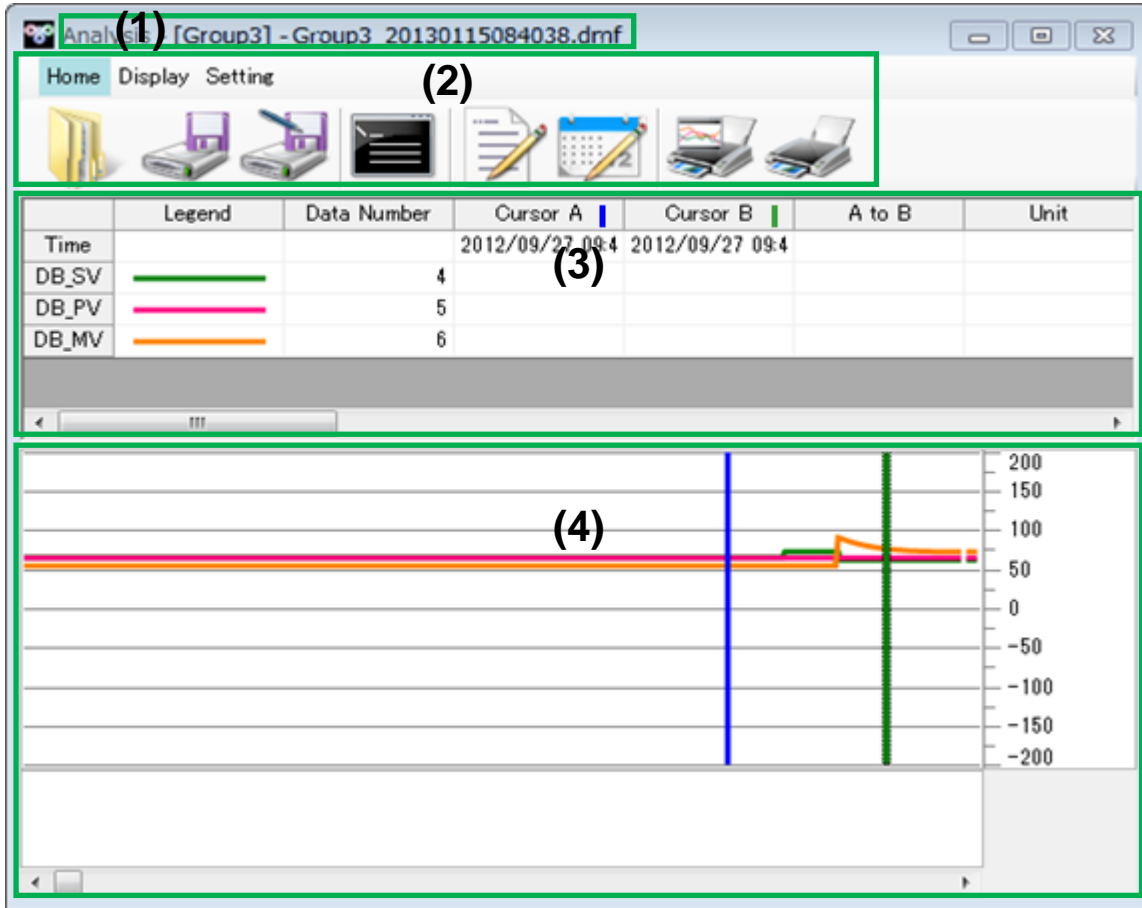 Analysis - [Group3] - Group3_20130115084038.dmf
(1)
Home Display Setting
(2)
Legend Data Number Cursor A Cursor B A to B Unit
Time 2012/09/27 09:4 2012/09/27 09:4
(3)
DB_SV 4
DB_PV 5
DB_MV 6
200
150
(4)
100
50
0
-50
-100
-150
-200